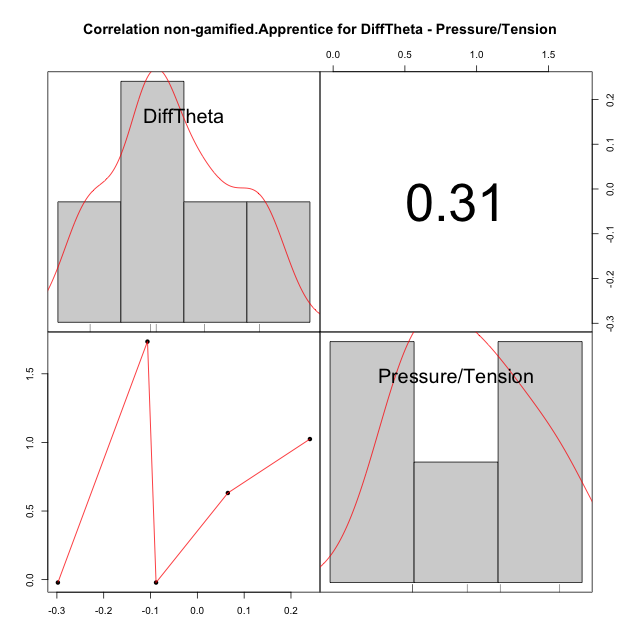 Correlation non-gamified.Apprentice for DiffTheta - Pressure/Tension
0.0 0.5 1.0 1.5
DiffTheta
0.31
0.2
0.1
0.0
-0.1
-0.2
-0.3
Pressure/Tension
1.5
1.0
0.5
0.0
-0.3 -0.2 -0.1 0.0 0.1 0.2